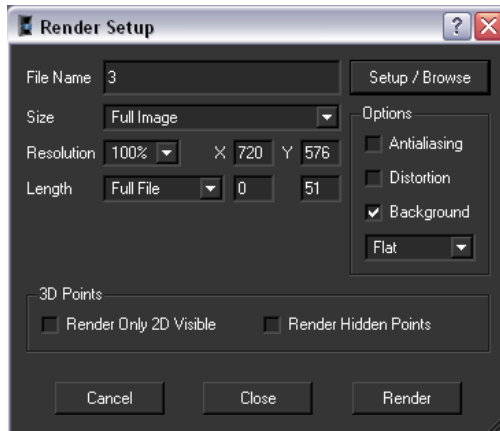 Render Setup
?
X
File Name 3 Setup / Browse
Size Full Image
Options
Antialiasing
Resolution 100% X 720 Y 576
Distortion
Length Full File 0 51
Background
Flat
3D Points
Render Only 2D Visible Render Hidden Points
Cancel Close Render